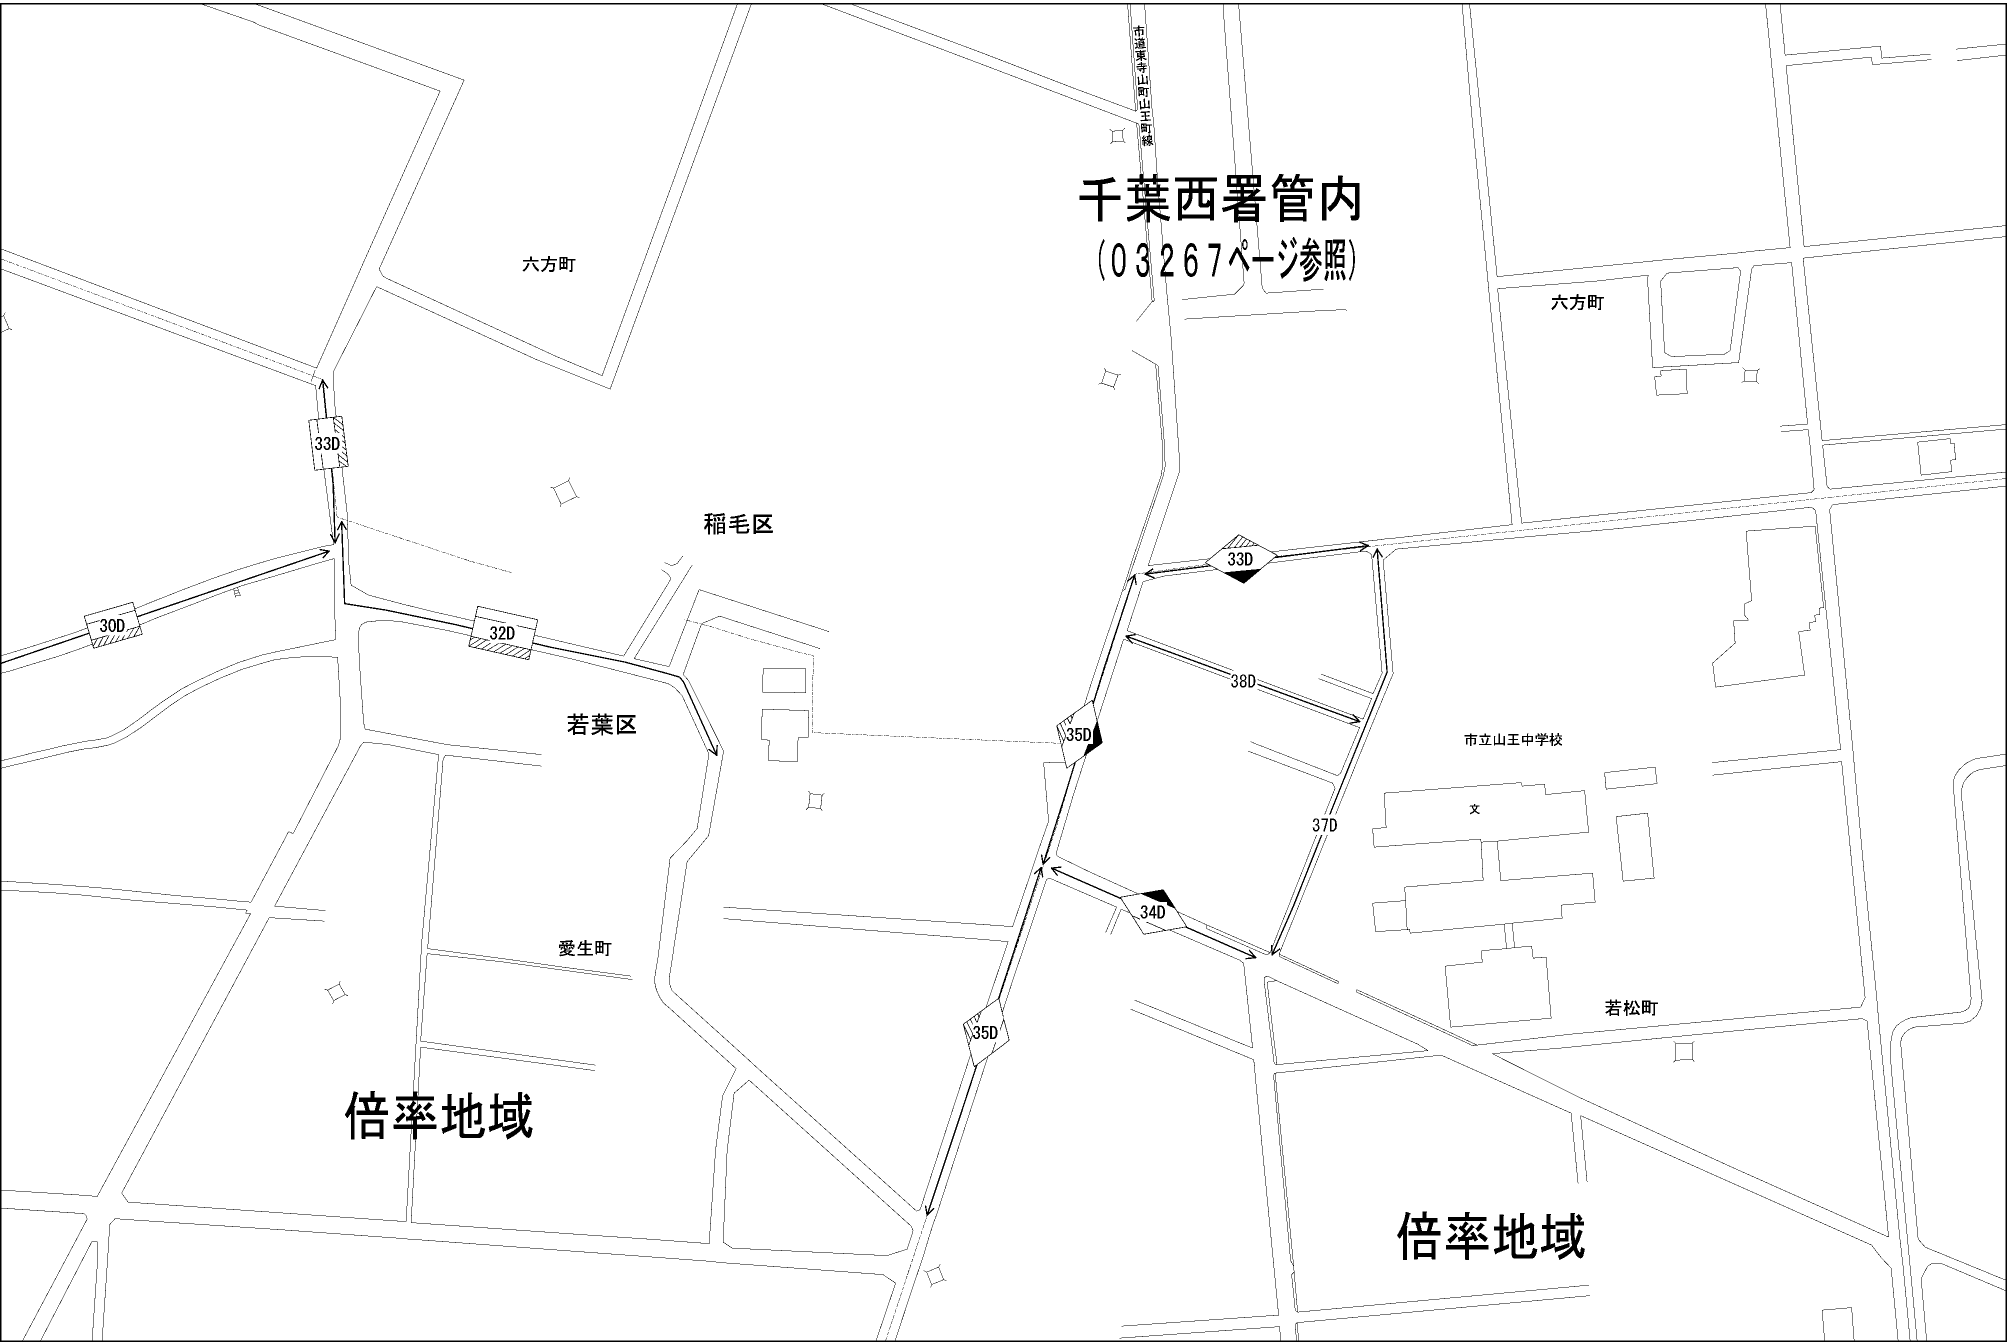 市道東寺山町山王町線
千葉西署管内
（０３２６７ページ参照）
六方町
六方町
33D
稲毛区
33D
30D
32D
38D
若葉区
35D
市立山王中学校
文
37D
34D
愛生町
若松町
35D
倍率地域
倍率地域